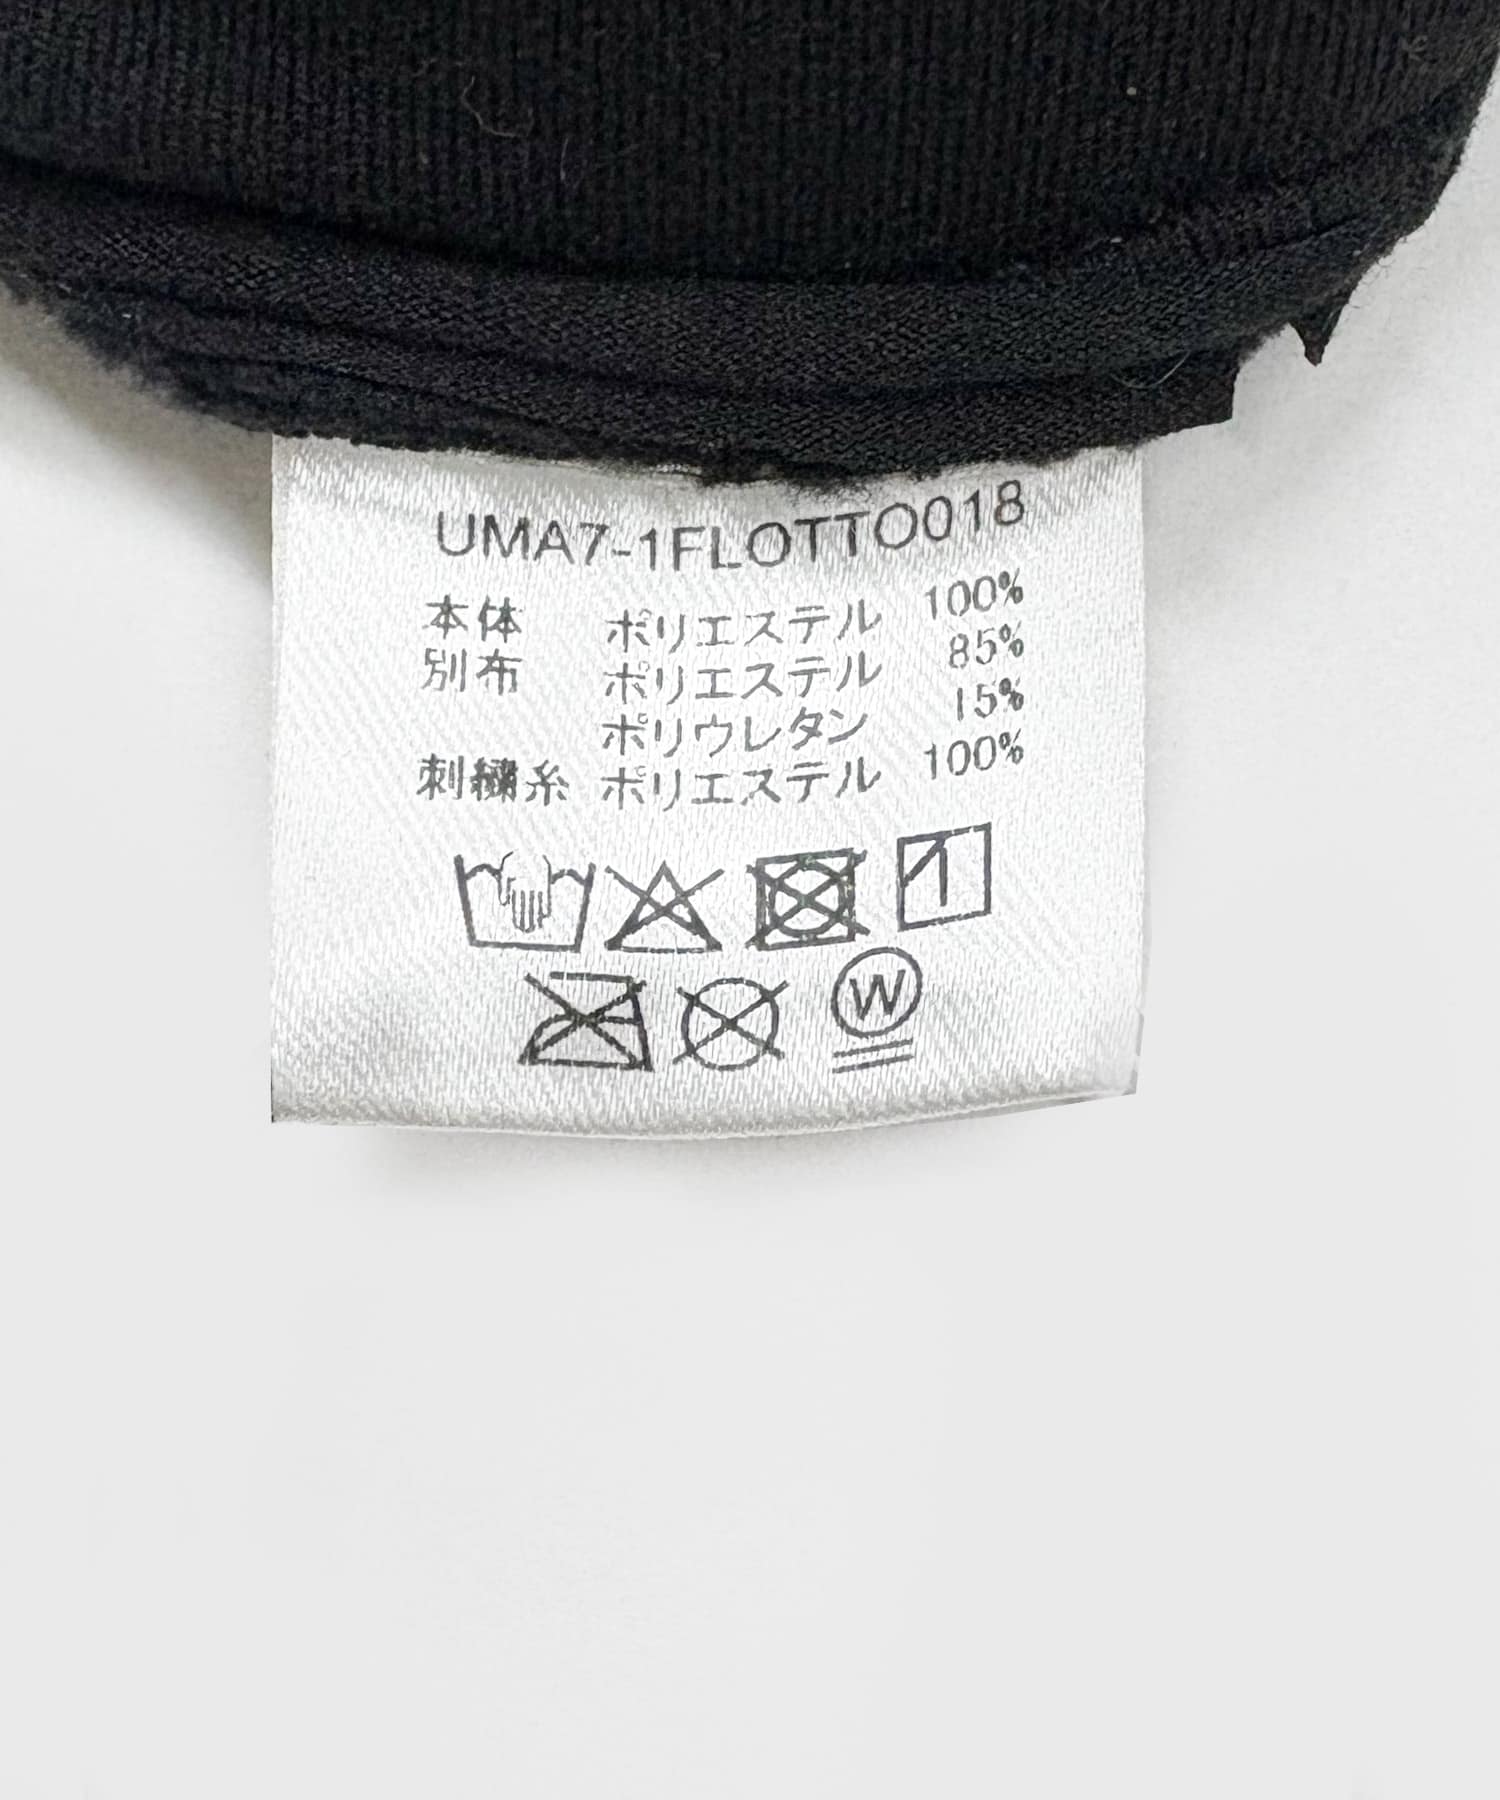 UMA7-1FLOTTO018
本体 ポリエステル 100%
別布 ポリエステル 85%
ポリウレタン 15%
刺繍糸 ポリエステル 100%
W